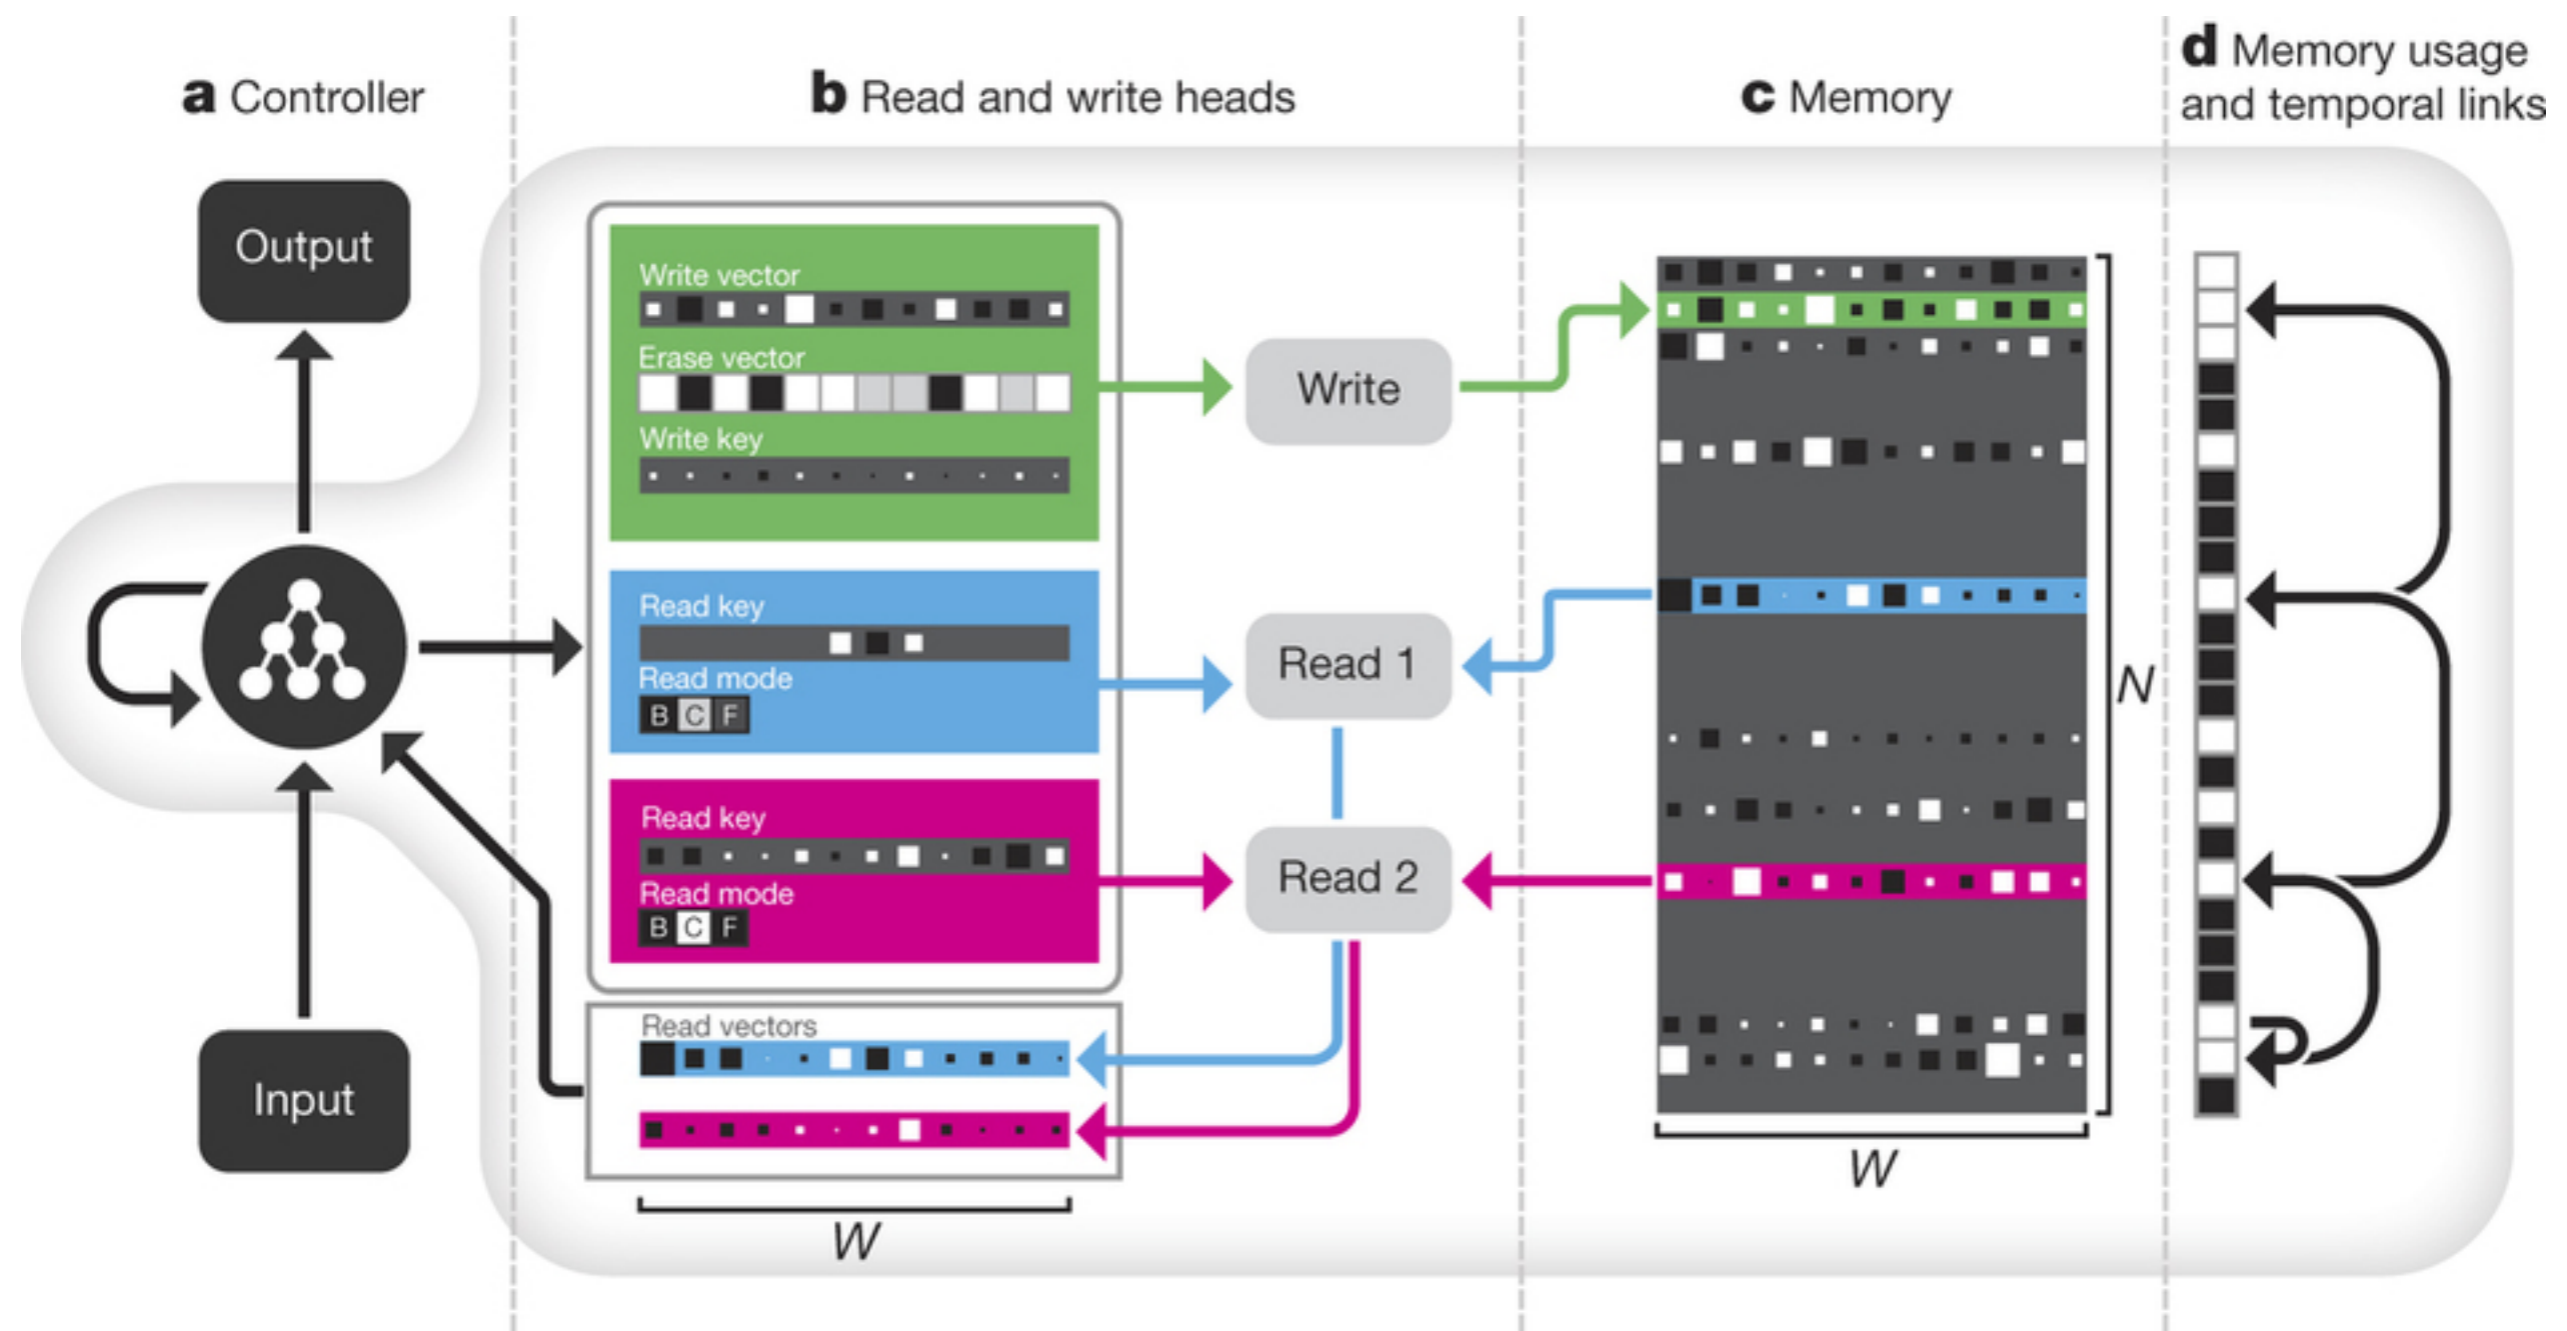 a Controller
b Read and write heads
c Memory
d Memory usage
and temporal links
Output
Input
Write vector
Erase vector
Write key
Read key
Read mode
B C F
Read key
Read mode
B C F
Read vectors
W
Write
Read 1
Read 2
N
W